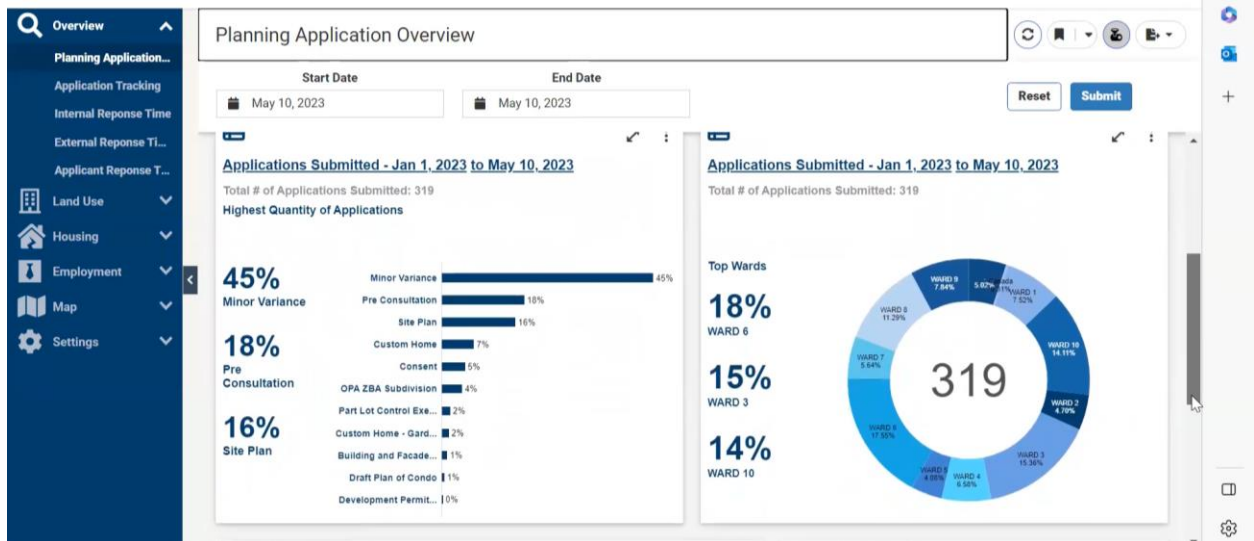 Overview
Planning Application...
Application Tracking
Internal Reponse Time
External Reponse Ti...
Applicant Reponse T...
Land Use
Housing
Employment
Map
Settings
Planning Application Overview
Start Date
End Date
May 10, 2023
May 10, 2023
Reset
Submit
Applications Submitted - Jan 1, 2023 to May 10, 2023
Total # of Applications Submitted: 319
Highest Quantity of Applications
45%
Minor Variance
18%
Pre
Consultation
16%
Site Plan
Minor Variance 45%
Pre Consultation 18%
Site Plan 16%
Custom Home 7%
Consent 5%
OPA ZBA Subdivision 4%
Part Lot Control Exe... 2%
Custom Home - Gard... 2%
Building and Facade... 1%
Draft Plan of Condo 1%
Development Permit... 0%
Applications Submitted - Jan 1, 2023 to May 10, 2023
Total # of Applications Submitted: 319
Top Wards
18%
WARD 6
15%
WARD 3
14%
WARD 10
319
5.02%
WARD 1
7.52%
WARD 10
14.11%
WARD 2
4.70%
WARD 3
15.36%
WARD 4
6.58%
WARD 5
WARD 6
17.55%
WARD 7
5.64%
WARD 8
11.29%
WARD 9
7.84%